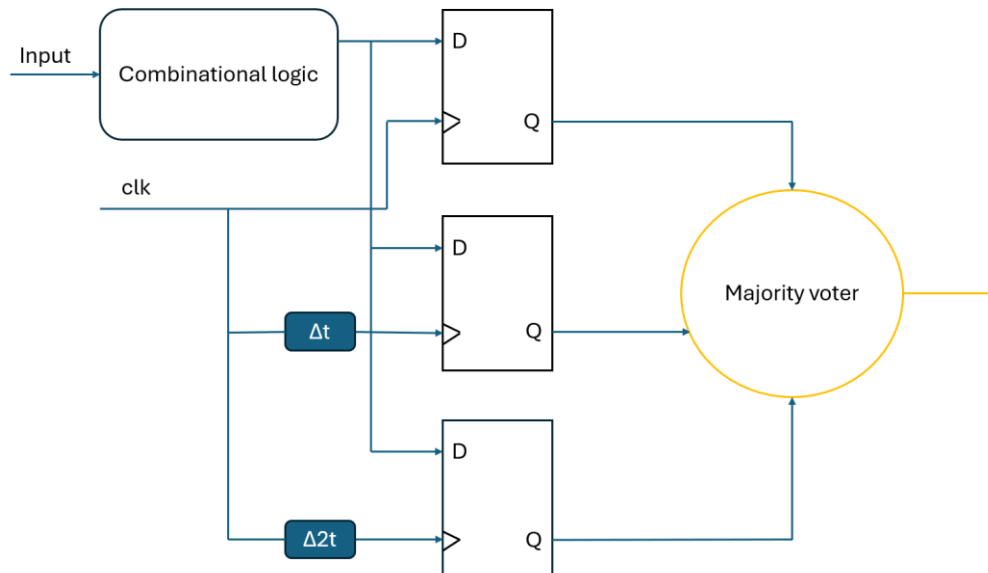 Input
Combinational logic
D
Q
clk
D
Q
Δt
Majority voter
D
Q
Δ2t